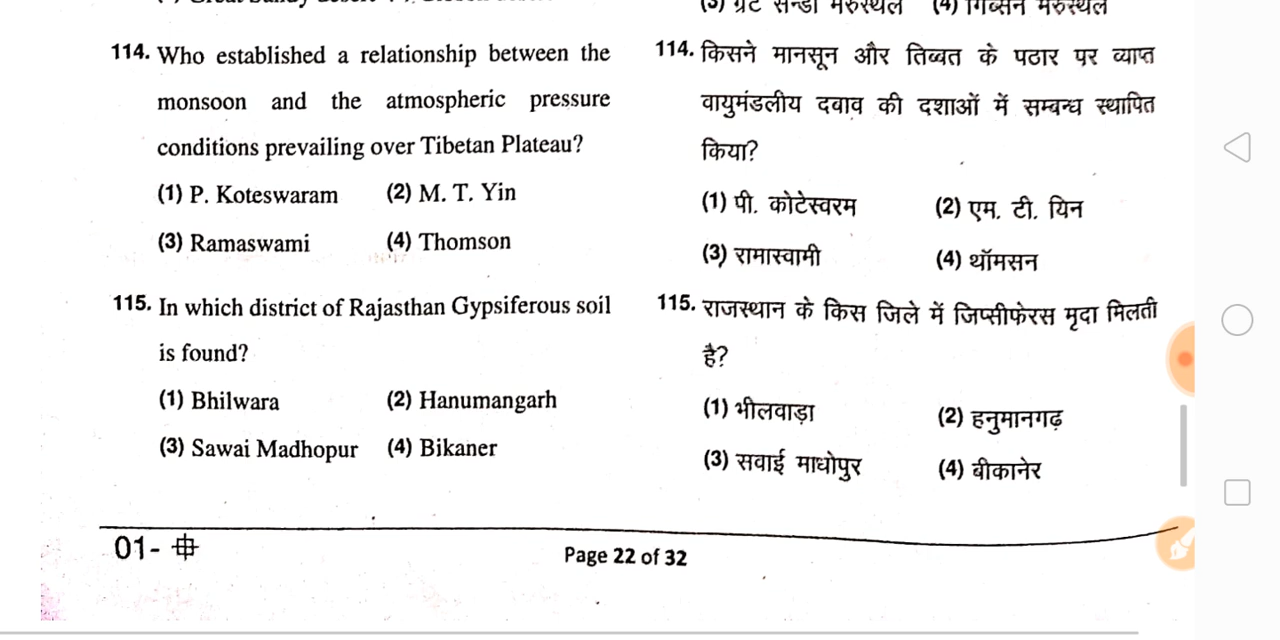 114. Who established a relationship between the
monsoon and the atmospheric pressure
conditions prevailing over Tibetan Plateau?
(1) P. Koteswaram (2) M. T. Yin
(3) Ramaswami (4) Thomson
115. In which district of Rajasthan Gypsiferous soil
is found?
(1) Bhilwara (2) Hanumangarh
(3) Sawai Madhopur (4) Bikaner
(3) ग्रेट सैन्डी मरुस्थल (4) गिब्सन मरुस्थल
114. किसने मानसून और तिब्बत के पठार पर व्याप्त
वायुमंडलीय दवाव की दशाओं में सम्बन्ध स्थापित
किया?
(1) पी. कोटेस्वरम (2) एम. टी. यिन
(3) रामास्वामी (4) थॉमसन
115. राजस्थान के किस जिले में जिप्सीफेरस मृदा मिलती
है?
(1) भीलवाड़ा (2) हनुमानगढ़
(3) सवाई माधोपुर (4) बीकानेर
01-
Page 22 of 32